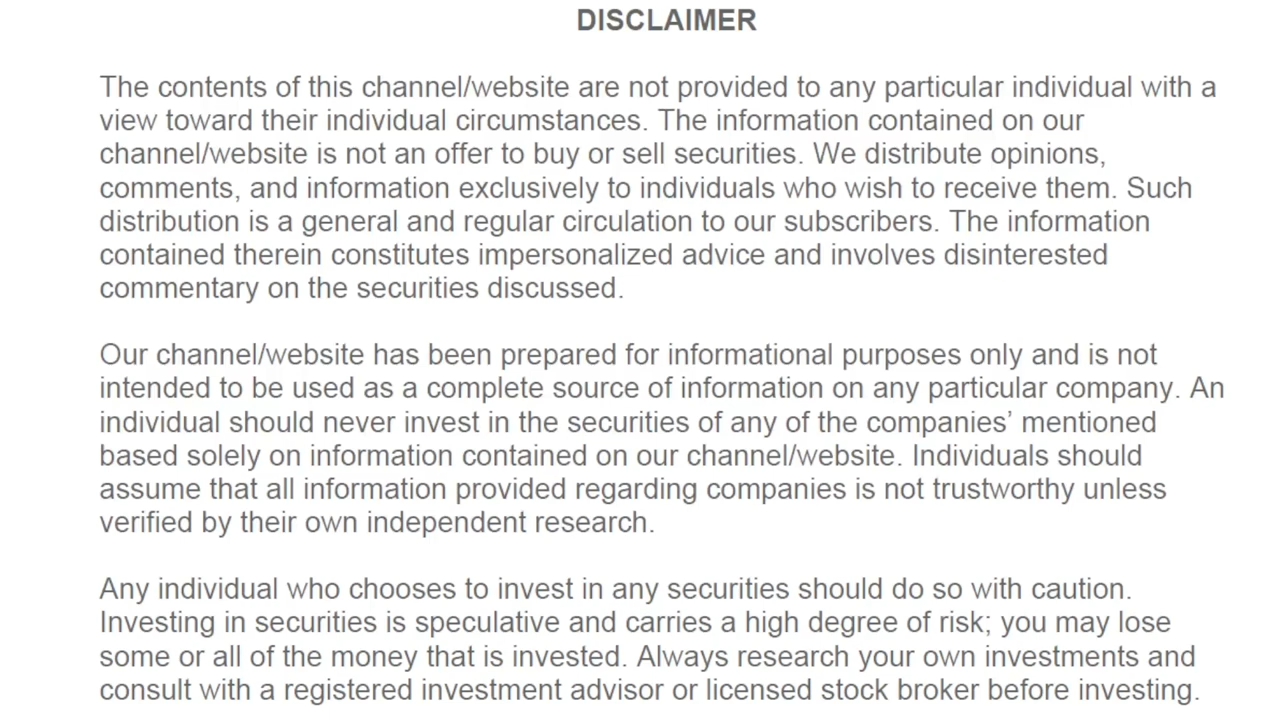 DISCLAIMER
The contents of this channel/website are not provided to any particular individual with a
view toward their individual circumstances. The information contained on our
channel/website is not an offer to buy or sell securities. We distribute opinions,
comments, and information exclusively to individuals who wish to receive them. Such
distribution is a general and regular circulation to our subscribers. The information
contained therein constitutes impersonalized advice and involves disinterested
commentary on the securities discussed.
Our channel/website has been prepared for informational purposes only and is not
intended to be used as a complete source of information on any particular company. An
individual should never invest in the securities of any of the companies’ mentioned
based solely on information contained on our channel/website. Individuals should
assume that all information provided regarding companies is not trustworthy unless
verified by their own independent research.
Any individual who chooses to invest in any securities should do so with caution.
Investing in securities is speculative and carries a high degree of risk; you may lose
some or all of the money that is invested. Always research your own investments and
consult with a registered investment advisor or licensed stock broker before investing.